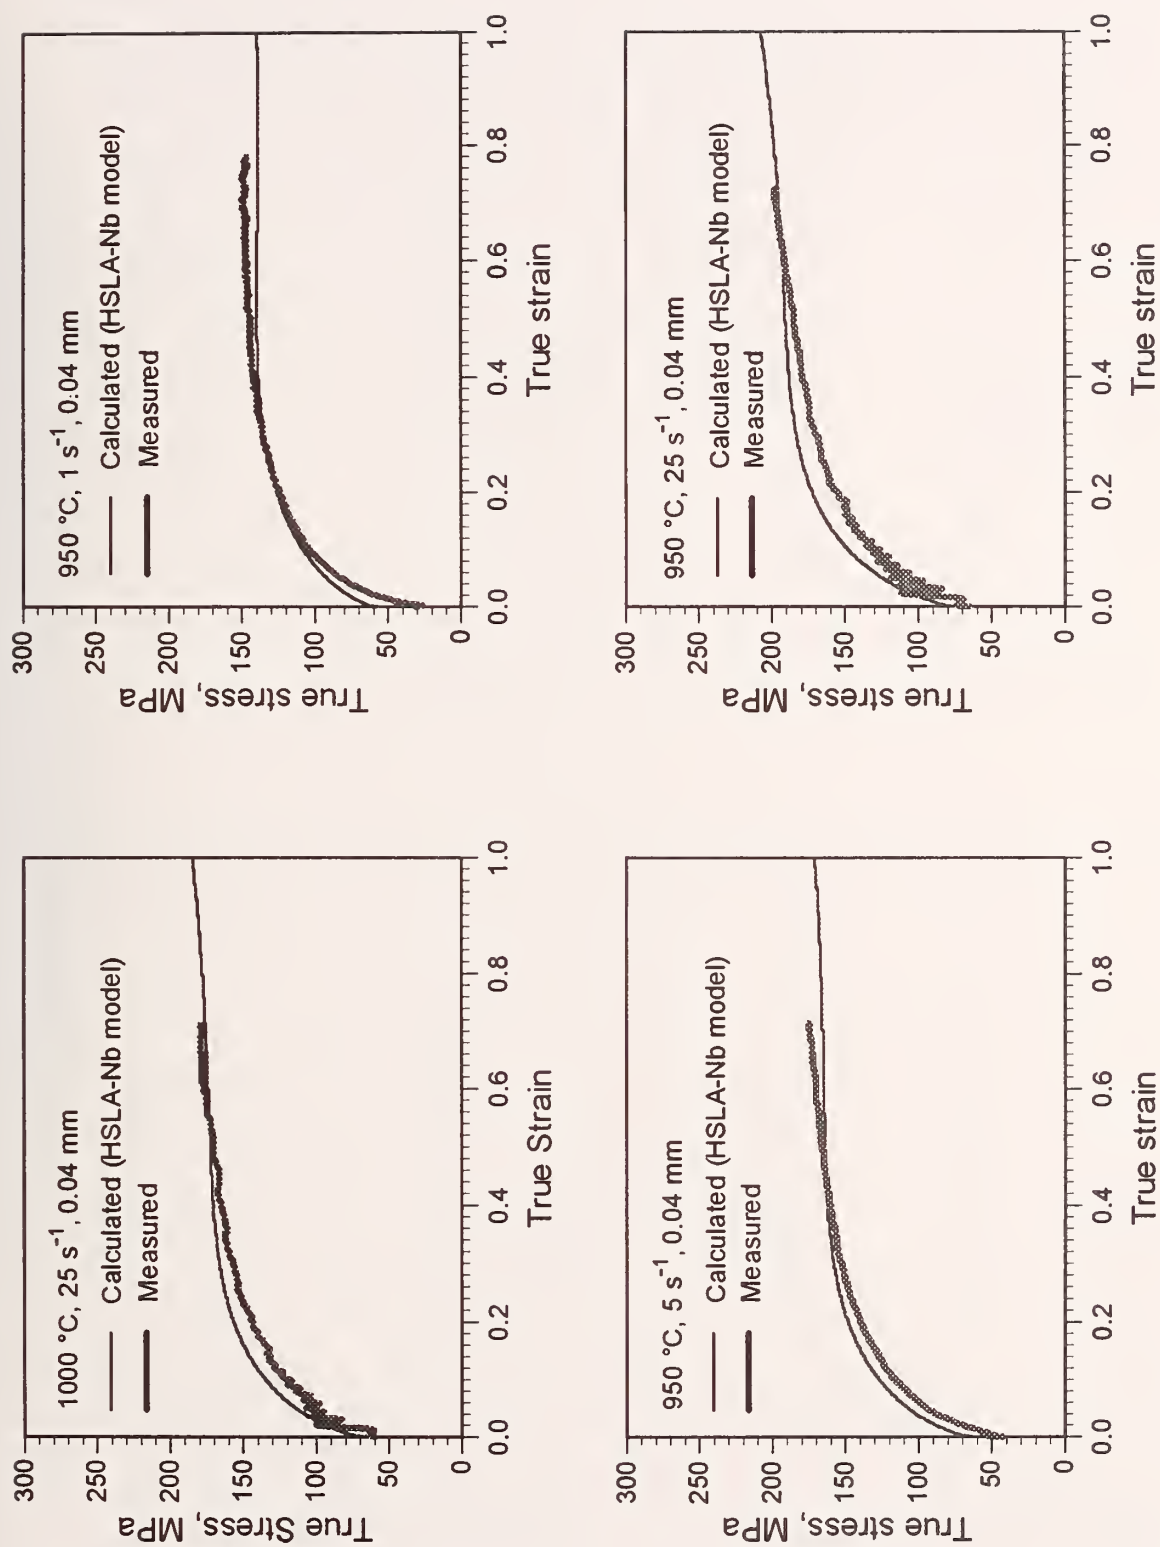 1000 °C, 25 s⁻¹, 0.04 mm
Calculated (HSLA-Nb model)
Measured
True Stress, MPa
300
250
200
150
100
50
0
0.0 0.2 0.4 0.6 0.8 1.0
True Strain
950 °C, 1 s⁻¹, 0.04 mm
Calculated (HSLA-Nb model)
Measured
True stress, MPa
300
250
200
150
100
50
0
0.0 0.2 0.4 0.6 0.8 1.0
True strain
950 °C, 5 s⁻¹, 0.04 mm
Calculated (HSLA-Nb model)
Measured
True stress, MPa
300
250
200
150
100
50
0
0.0 0.2 0.4 0.6 0.8 1.0
True strain
950 °C, 25 s⁻¹, 0.04 mm
Calculated (HSLA-Nb model)
Measured
True stress, MPa
300
250
200
150
100
50
0
0.0 0.2 0.4 0.6 0.8 1.0
True strain